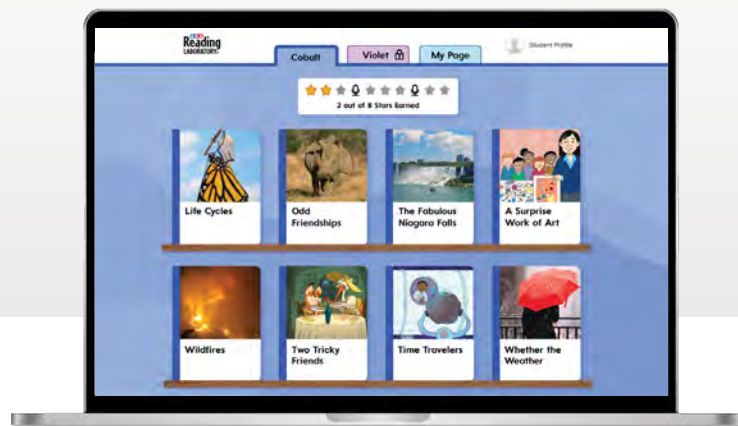 SRA
Reading
LABORATORY
Cobalt
Violet
My Page
Student Profile
2 out of 8 Stars Earned
Life Cycles
Odd
Friendships
The Fabulous
Niagara Falls
A Surprise
Work of Art
Wildfires
Two Tricky
Friends
Time Travelers
Whether the
Weather